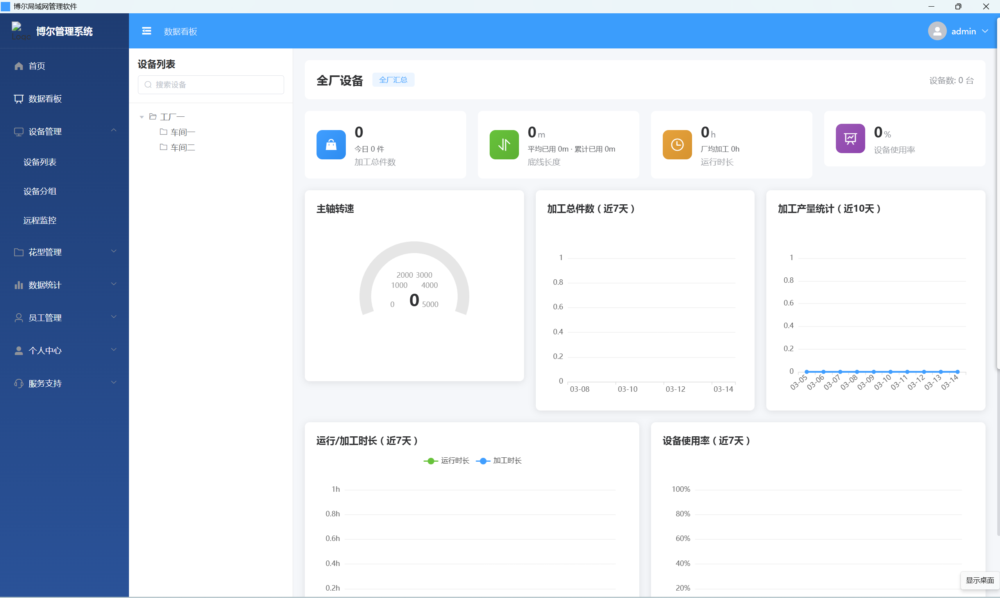 博尔局域网管理软件
Logo
博尔管理系统
数据看板
admin
首页
数据看板
设备管理
设备列表
设备分组
远程监控
花型管理
数据统计
员工管理
个人中心
服务支持
设备列表
搜索设备
工厂一
车间一
车间二
全厂设备 全厂汇总
设备数: 0 台
0
今日 0 件
加工总件数
0 m
平均已用 0m · 累计已用 0m
底线长度
0 h
厂均加工 0h
运行时长
0 %
设备使用率
主轴转速
2000 3000
1000 4000
0 0 5000
加工总件数（近7天）
1
0.8
0.6
0.4
0.2
0
03-08 03-10 03-12 03-14
加工产量统计（近10天）
1
0.8
0.6
0.4
0.2
0
03-05 03-06 03-07 03-08 03-09 03-10 03-11 03-12 03-13 03-14
运行/加工时长（近7天）
运行时长 加工时长
1h
0.8h
0.6h
0.4h
0.2h
设备使用率（近7天）
100%
80%
60%
40%
20%
显示桌面